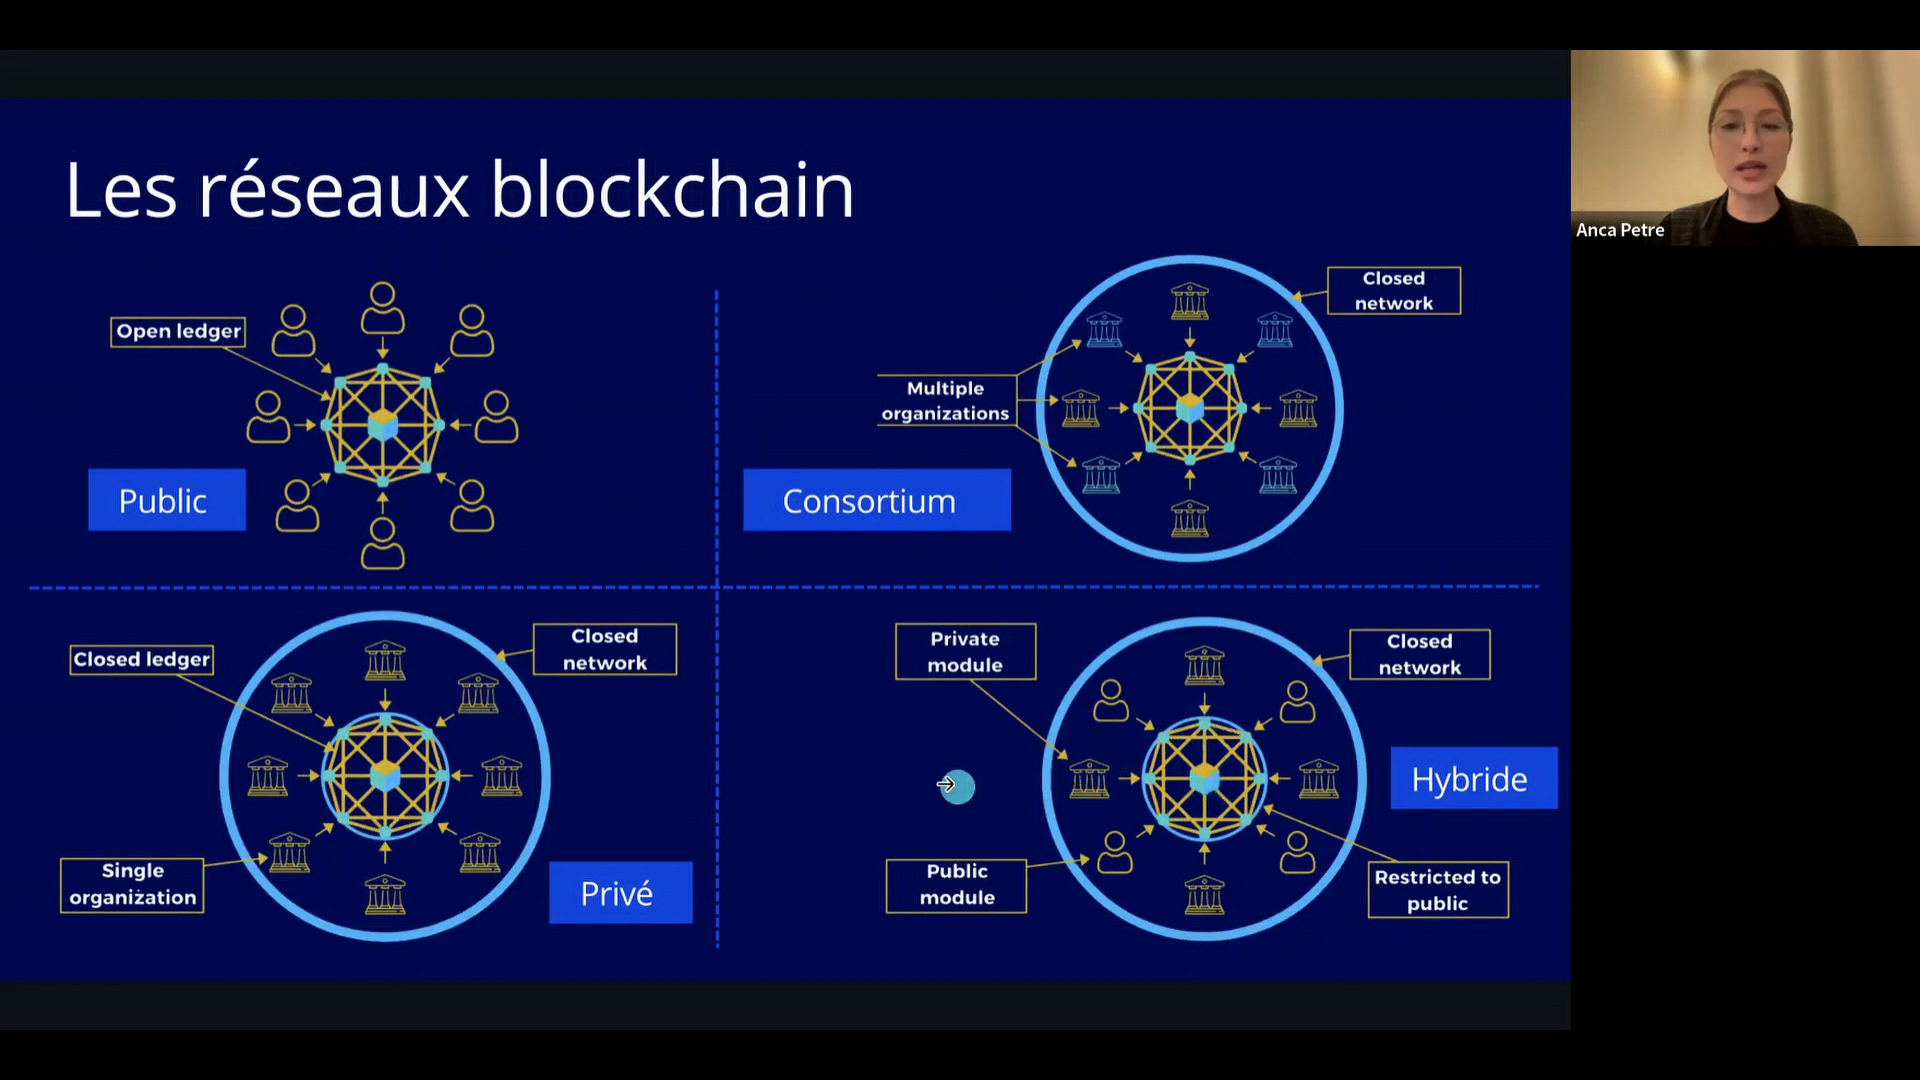 Les réseaux blockchain
Anca Petre
Open ledger
Public
Closed
network
Multiple
organizations
Consortium
Closed ledger
Closed
network
Single
organization
Privé
Private
module
Closed
network
Hybride
Public
module
Restricted to
public